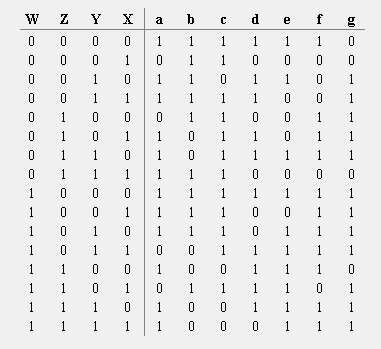 W Z Y X a b c d e f g
0 0 0 0 1 1 1 1 1 1 0
0 0 0 1 0 1 1 0 0 0 0
0 0 1 0 1 1 0 1 1 0 1
0 0 1 1 1 1 1 1 0 0 1
0 1 0 0 0 1 1 0 0 1 1
0 1 0 1 1 0 1 1 0 1 1
0 1 1 0 1 0 1 1 1 1 1
0 1 1 1 1 1 1 0 0 0 0
1 0 0 0 1 1 1 1 1 1 1
1 0 0 1 1 1 1 0 0 1 1
1 0 1 0 1 1 1 0 1 1 1
1 0 1 1 0 0 1 1 1 1 1
1 1 0 0 1 0 0 1 1 1 0
1 1 0 1 0 1 1 1 1 0 1
1 1 1 0 1 0 0 1 1 1 1
1 1 1 1 1 0 0 0 1 1 1